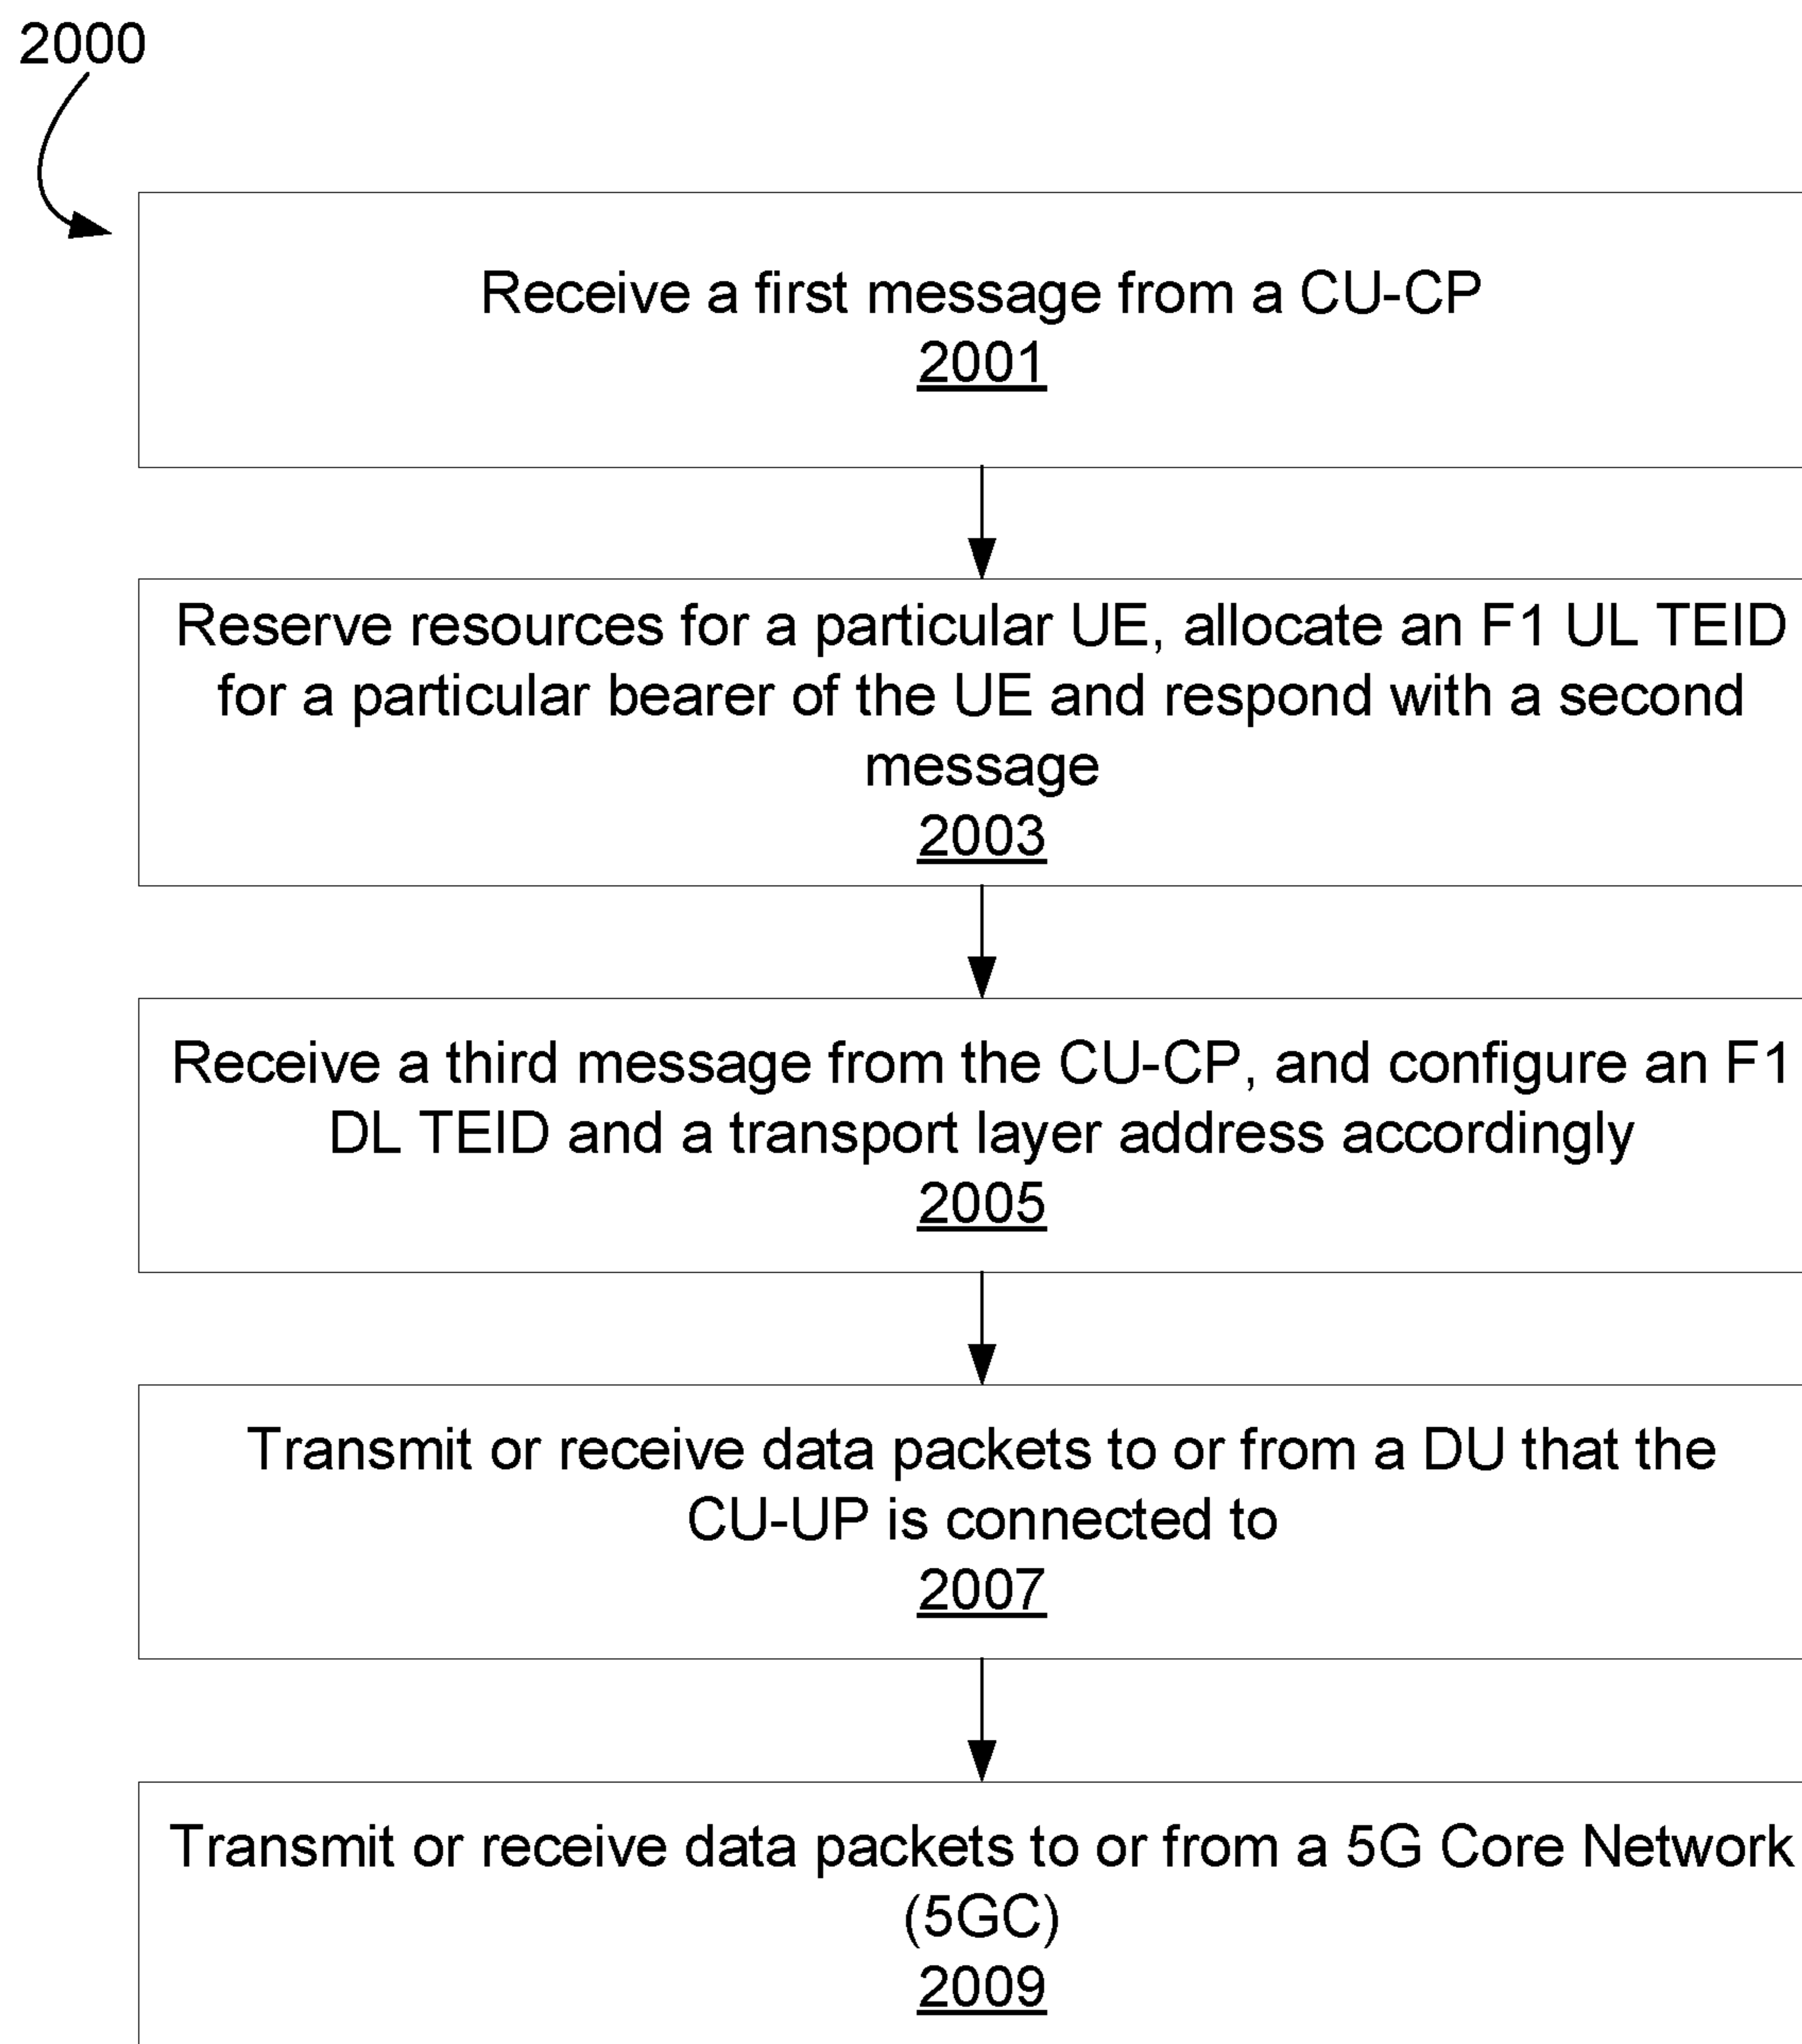 2000
Receive a first message from a CU-CP
2001
Reserve resources for a particular UE, allocate an F1 UL TEID
for a particular bearer of the UE and respond with a second
message
2003
Receive a third message from the CU-CP, and configure an F1
DL TEID and a transport layer address accordingly
2005
Transmit or receive data packets to or from a DU that the
CU-UP is connected to
2007
Transmit or receive data packets to or from a 5G Core Network
(5GC)
2009